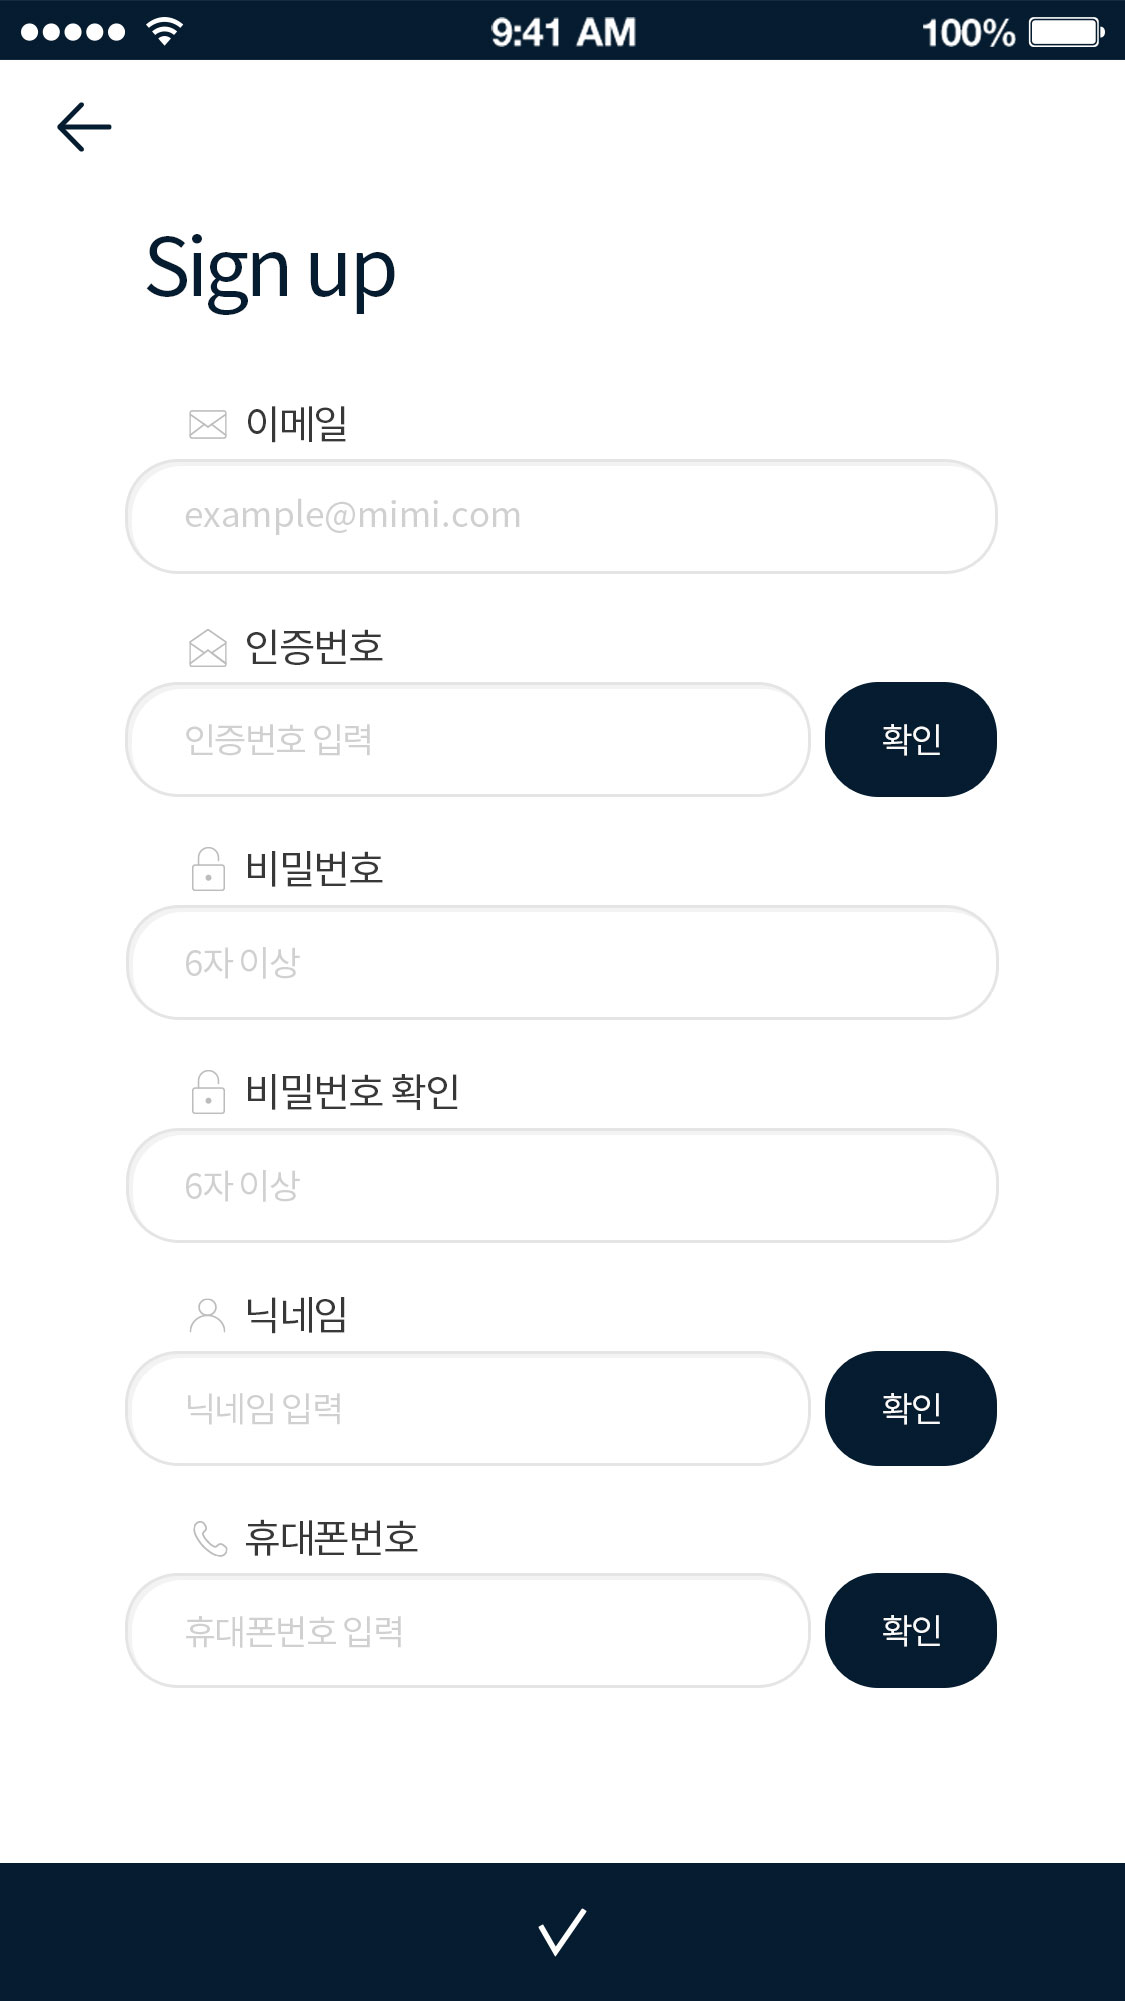 9:41 AM 100%
Sign up
이메일
example@mimi.com
인증번호
인증번호 입력 확인
비밀번호
6자 이상
비밀번호 확인
6자 이상
닉네임
닉네임 입력 확인
휴대폰번호
휴대폰번호 입력 확인